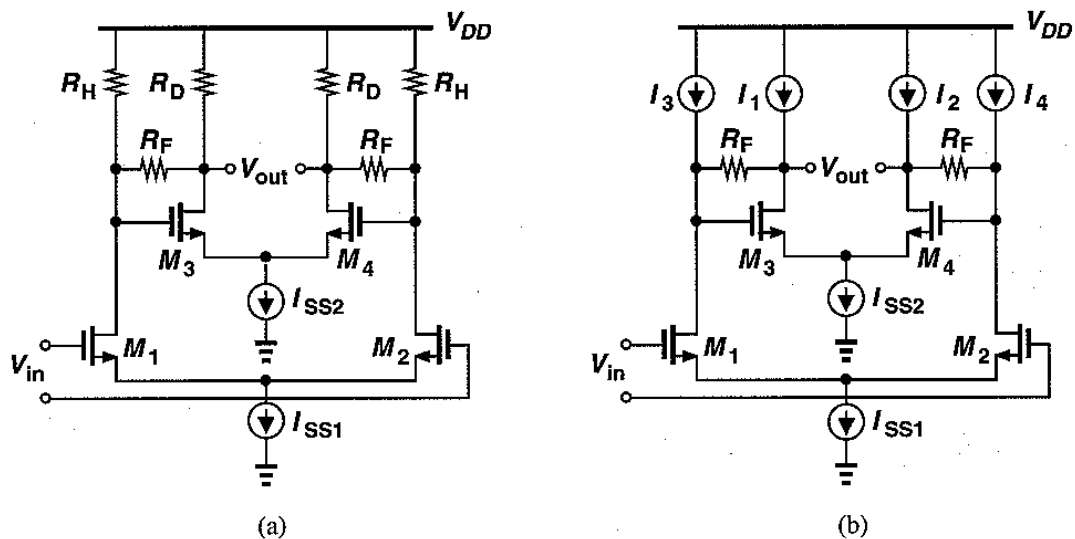 V_DD V_DD
R_H R_D R_D R_H I_3 I_1 I_2 I_4
R_F V_out R_F R_F V_out R_F
M_3 M_4 M_3 M_4
I_SS2 I_SS2
V_in M_1 M_2 V_in M_1 M_2
I_SS1 I_SS1
(a) (b)